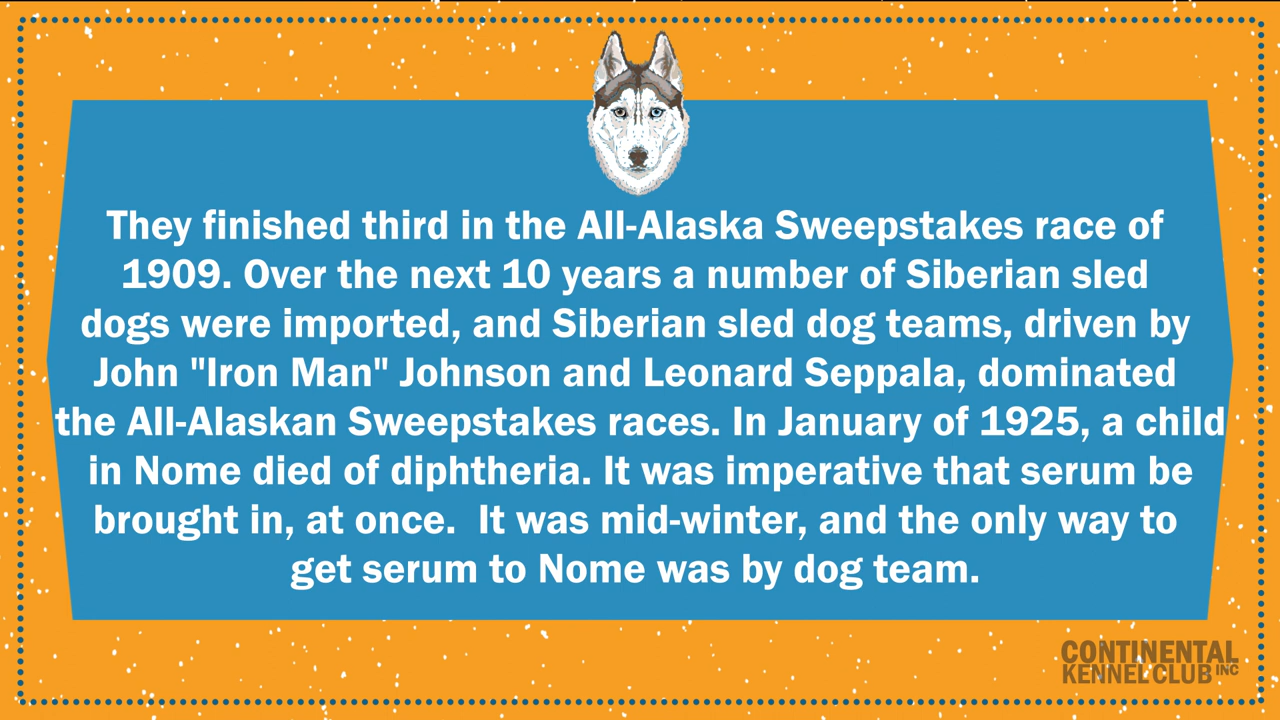 They finished third in the All-Alaska Sweepstakes race of
1909. Over the next 10 years a number of Siberian sled
dogs were imported, and Siberian sled dog teams, driven by
John "Iron Man" Johnson and Leonard Seppala, dominated
the All-Alaskan Sweepstakes races. In January of 1925, a child
in Nome died of diphtheria. It was imperative that serum be
brought in, at once.  It was mid-winter, and the only way to
get serum to Nome was by dog team.
CONTINENTAL
KENNEL CLUB INC